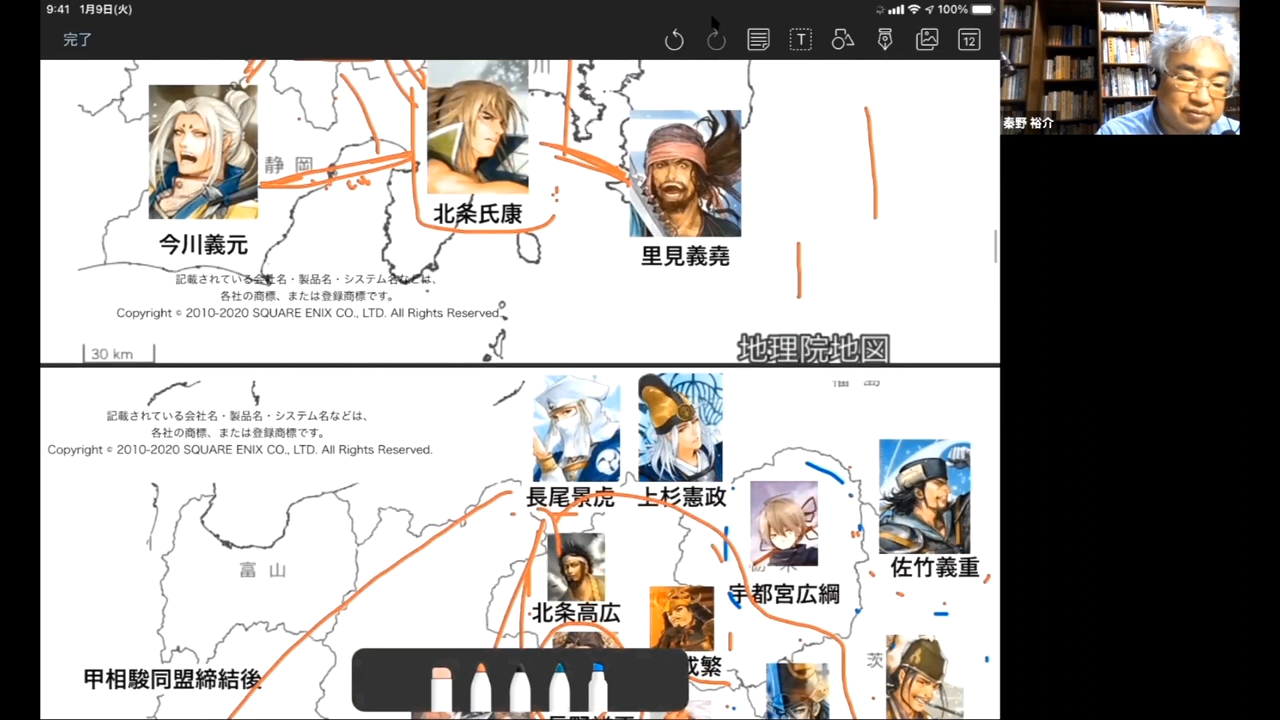 9:41 1月9日(火)
100%
完了
T
12
秦野 裕介
川
静 岡
今川義元
北条氏康
里見義堯
記載されている会社名・製品名・システム名などは、
各社の商標、または登録商標です。
Copyright © 2010-2020 SQUARE ENIX CO., LTD. All Rights Reserved.
30 km
地理院地図
記載されている会社名・製品名・システム名などは、
各社の商標、または登録商標です。
Copyright © 2010-2020 SQUARE ENIX CO., LTD. All Rights Reserved.
長尾景虎
上杉憲政
富 山
宇都宮広綱
佐竹義重
北条高広
成繁
茨
甲相駿同盟締結後